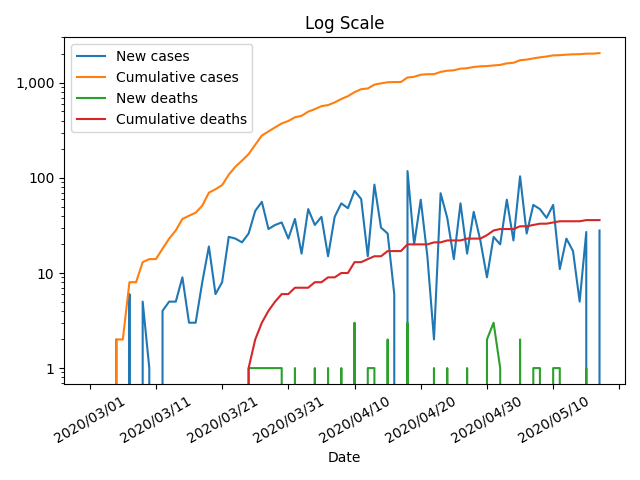 Log Scale
New cases
Cumulative cases
New deaths
Cumulative deaths
1,000
100
10
1
2020/03/01 2020/03/11 2020/03/21 2020/03/31 2020/04/10 2020/04/20 2020/04/30 2020/05/10
Date